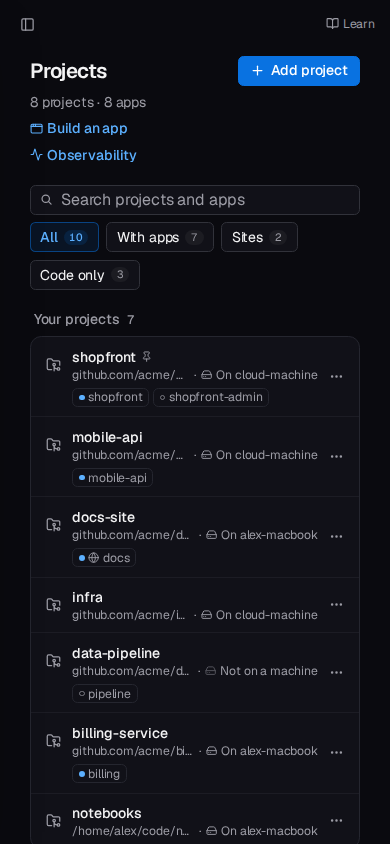 Learn
Projects
Add project
8 projects · 8 apps
Build an app
Observability
Search projects and apps
All 10
With apps 7
Sites 2
Code only 3
Your projects 7
shopfront
github.com/acme/… · On cloud-machine
shopfront shopfront-admin
mobile-api
github.com/acme/… · On cloud-machine
mobile-api
docs-site
github.com/acme/d… · On alex-macbook
docs
infra
github.com/acme/i… · On cloud-machine
data-pipeline
github.com/acme/d… · Not on a machine
pipeline
billing-service
github.com/acme/bi… · On alex-macbook
billing
notebooks
/home/alex/code/n… · On alex-macbook